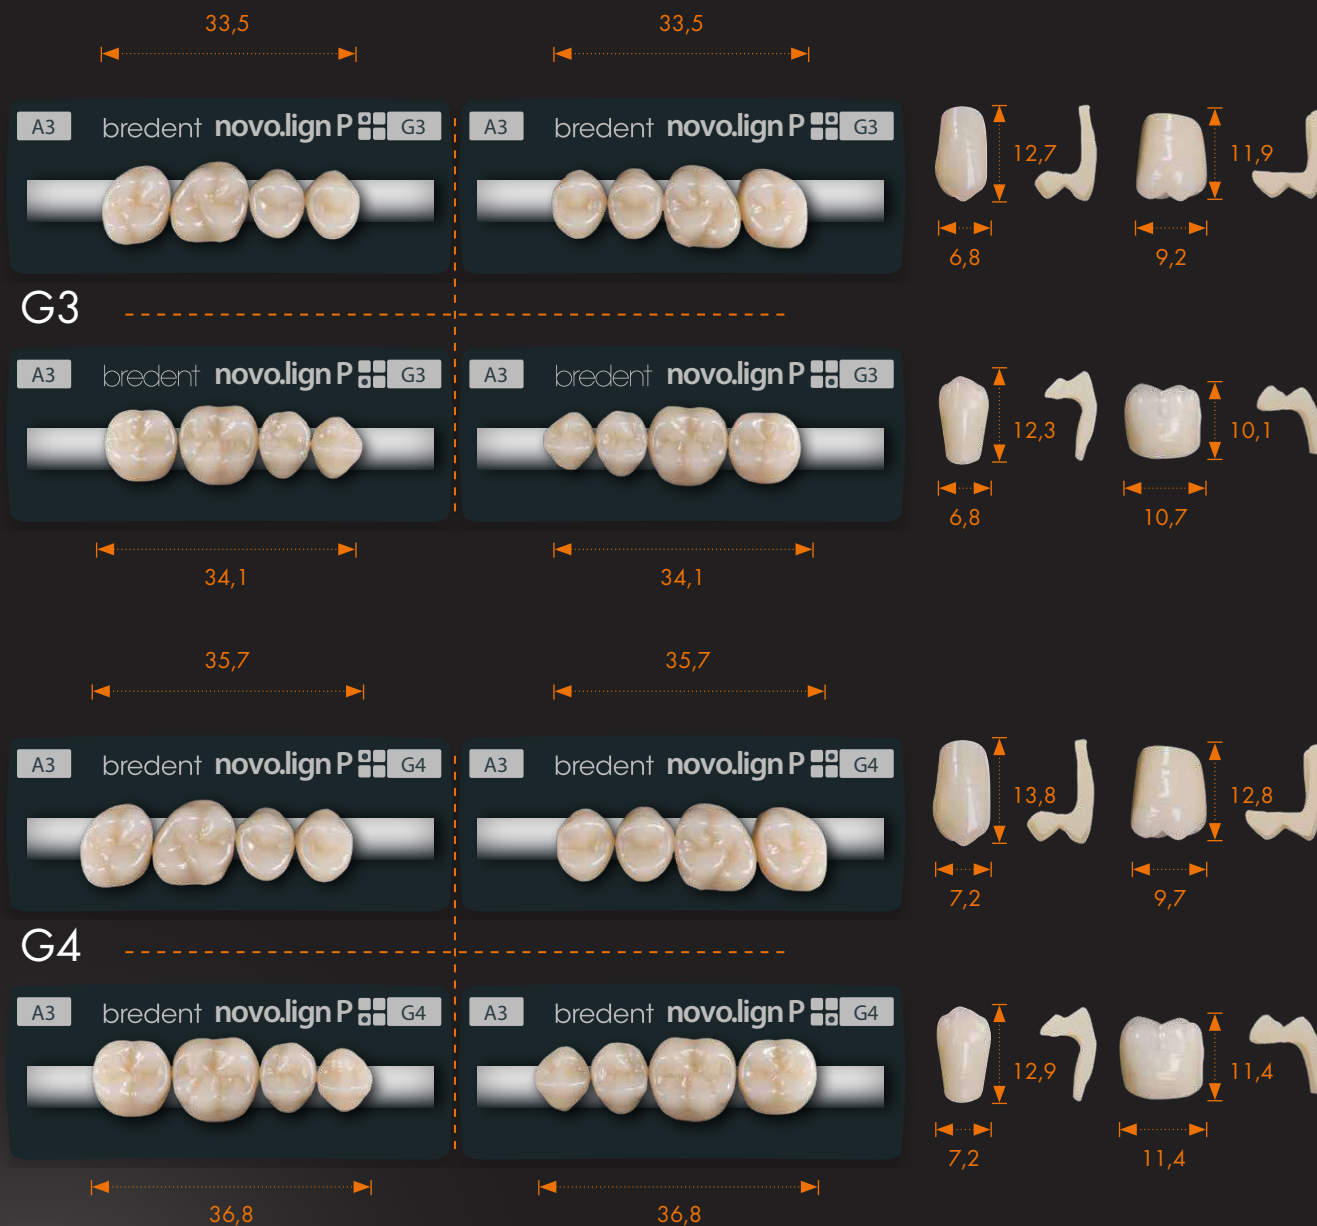 33,5 33,5
A3 bredent novo.lign P G3 A3 bredent novo.lign P G3
12,7 11,9
6,8 9,2
G3
A3 bredent novo.lign P G3 A3 bredent novo.lign P G3
12,3 10,1
6,8 10,7
34,1 34,1
35,7 35,7
A3 bredent novo.lign P G4 A3 bredent novo.lign P G4
13,8 12,8
7,2 9,7
G4
A3 bredent novo.lign P G4 A3 bredent novo.lign P G4
12,9 11,4
7,2 11,4
36,8 36,8